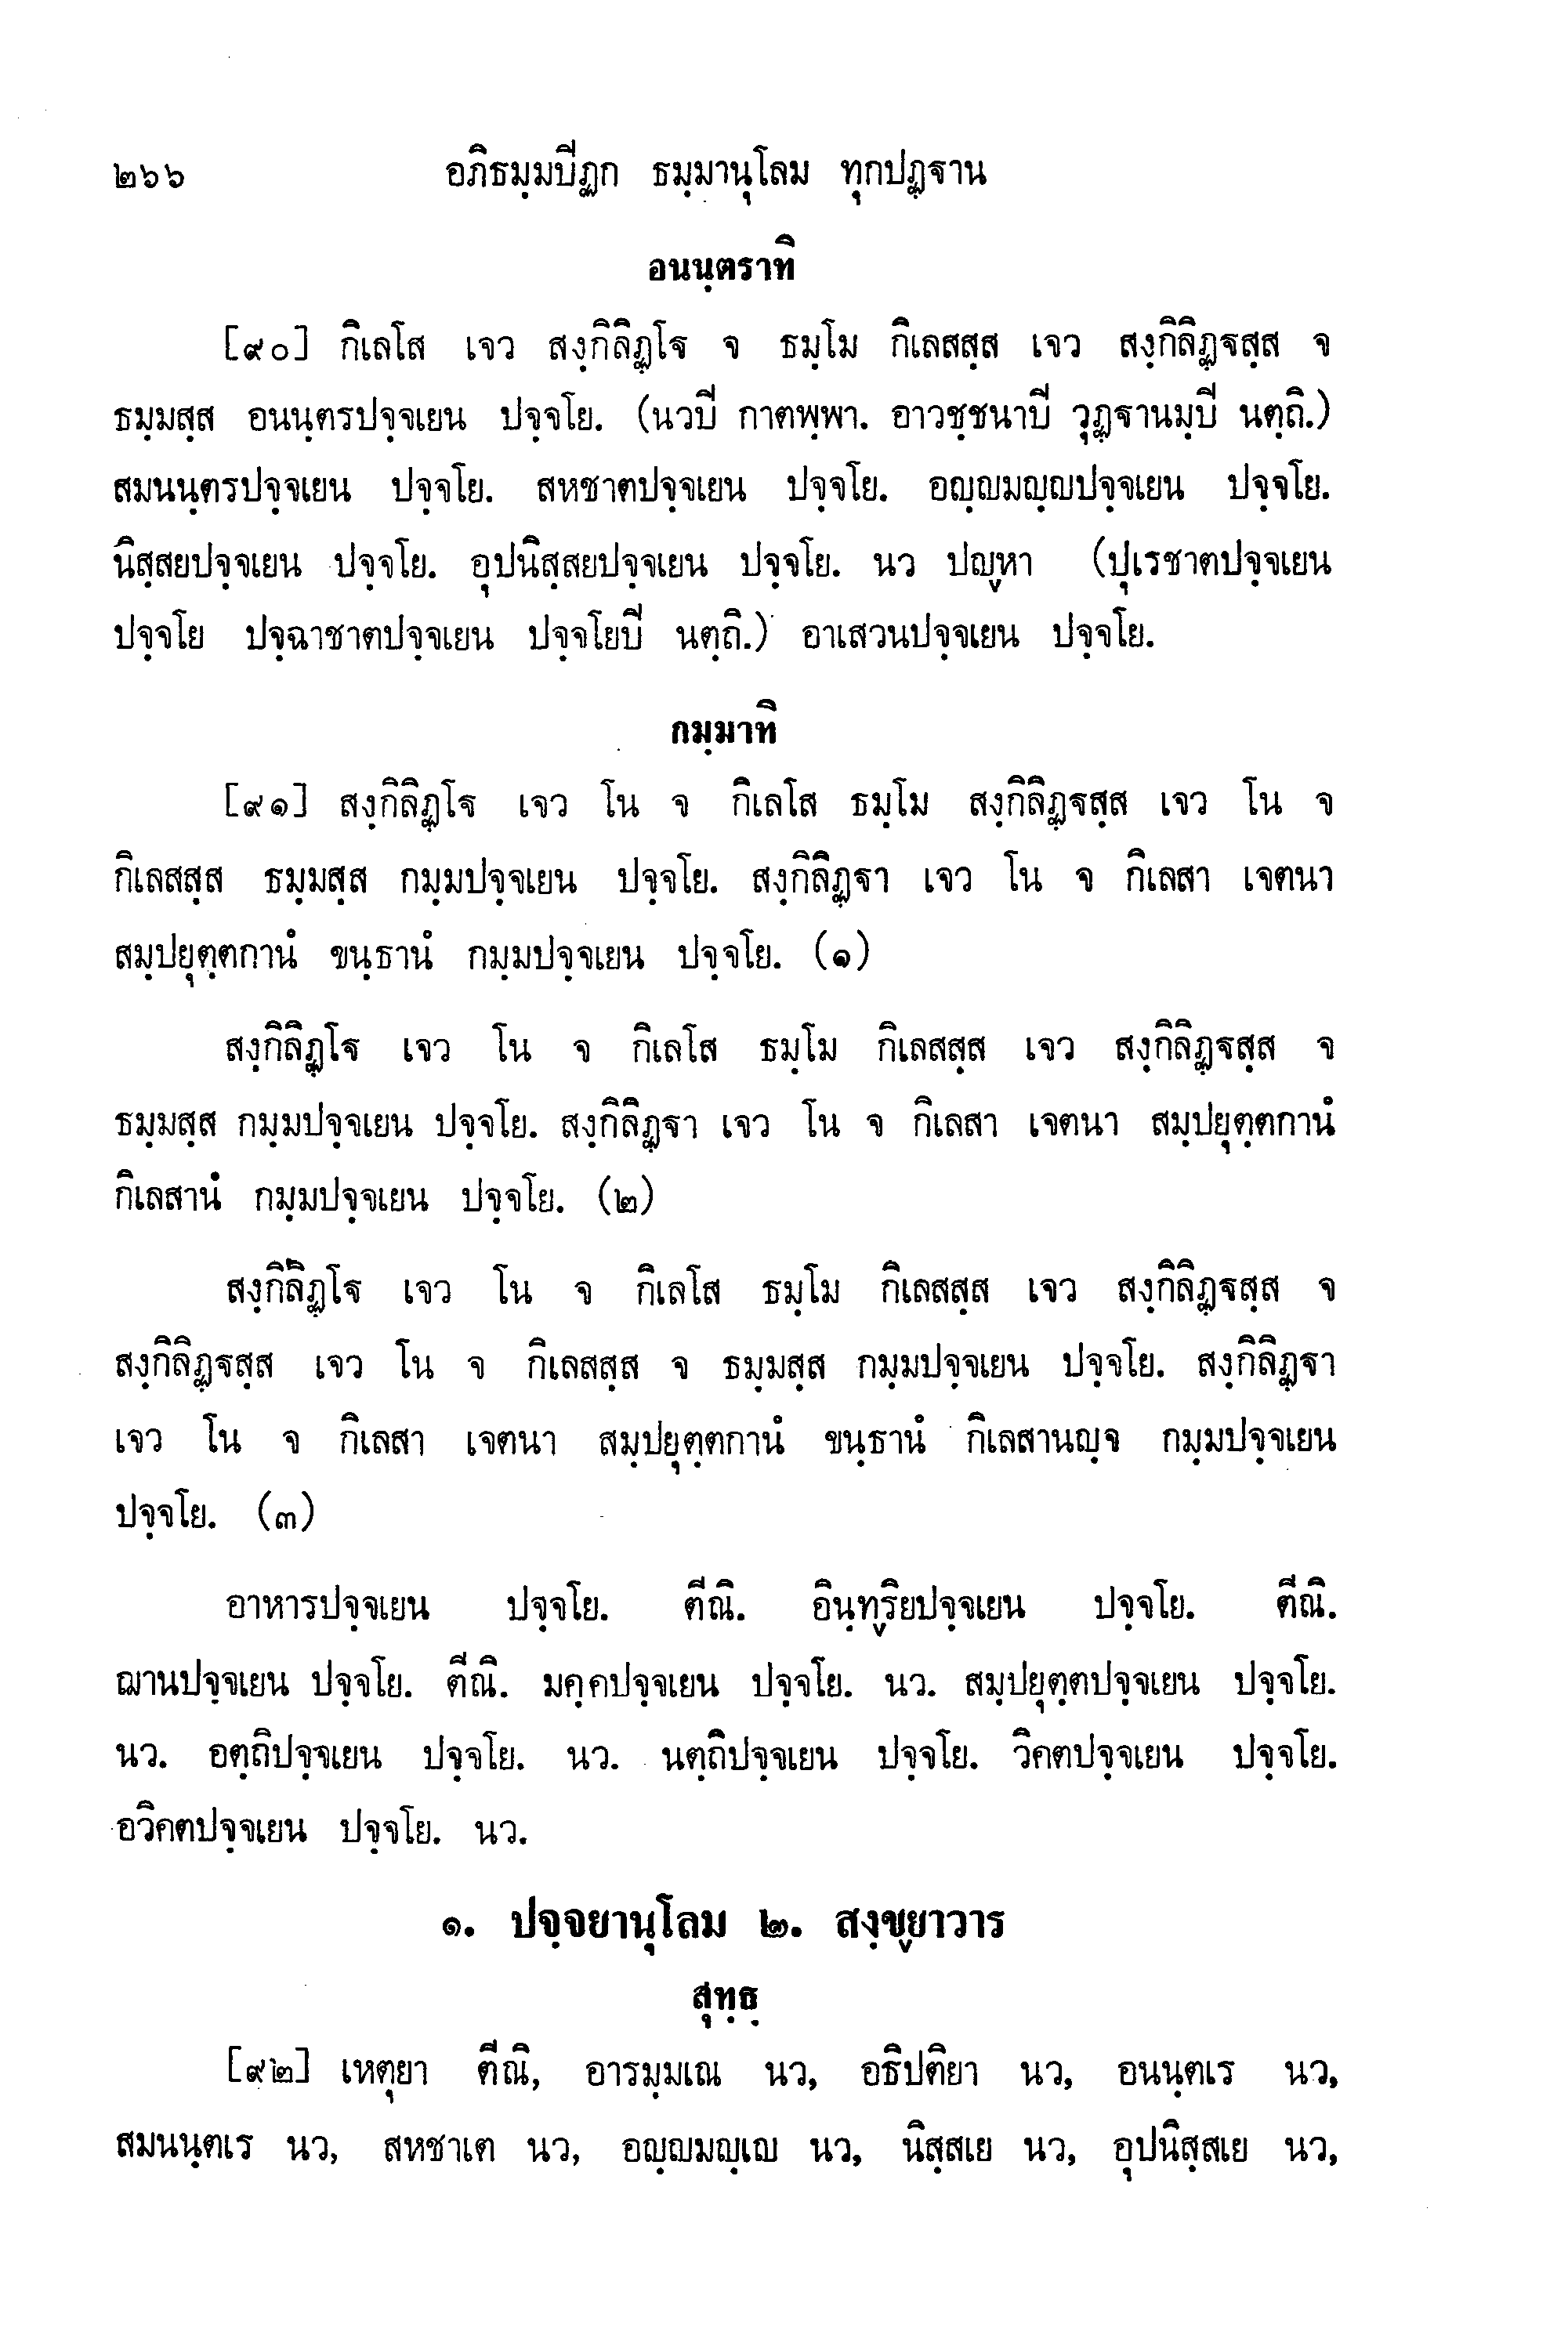 ๒๖๖ อภิธมฺมปีฏก ธมฺมานุโลม ทุกปฏฺฐาน
อนนฺตราทิ
[๙๐] กิเลโส เจว สงฺกิลิฏฺโฐ จ ธมฺโม กิเลสสฺส เจว สงฺกิลิฏฺฐสฺส จ
ธมฺมสฺส อนนฺตรปจฺจเยน ปจฺจโย. (นวปี กาตพฺพา. อาวชฺชนาปี วุฏฺฐานมฺปี นตฺถิ.)
สมนนฺตรปจฺจเยน ปจฺจโย. สหชาตปจฺจเยน ปจฺจโย. อญฺญมญฺญปจฺจเยน ปจฺจโย.
นิสฺสยปจฺจเยน ปจฺจโย. อุปนิสฺสยปจฺจเยน ปจฺจโย. นว ปญฺหา (ปุเรชาตปจฺจเยน
ปจฺจโย ปจฺฉาชาตปจฺจเยน ปจฺจโยปี นตฺถิ.) อาเสวนปจฺจเยน ปจฺจโย.
กมฺมาทิ
[๙๑] สงฺกิลิฏฺโฐ เจว โน จ กิเลโส ธมฺโม สงฺกิลิฏฺฐสฺส เจว โน จ
กิเลสสฺส ธมฺมสฺส กมฺมปจฺจเยน ปจฺจโย. สงฺกิลิฏฺฐา เจว โน จ กิเลสา เจตนา
สมฺปยุตฺตกานํ ขนฺธานํ กมฺมปจฺจเยน ปจฺจโย. (๑)
สงฺกิลิฏฺโฐ เจว โน จ กิเลโส ธมฺโม กิเลสสฺส เจว สงฺกิลิฏฺฐสฺส จ
ธมฺมสฺส กมฺมปจฺจเยน ปจฺจโย. สงฺกิลิฏฺฐา เจว โน จ กิเลสา เจตนา สมฺปยุตฺตกานํ
กิเลสานํ กมฺมปจฺจเยน ปจฺจโย. (๒)
สงฺกิลิฏฺโฐ เจว โน จ กิเลโส ธมฺโม กิเลสสฺส เจว สงฺกิลิฏฺฐสฺส จ
สงฺกิลิฏฺฐสฺส เจว โน จ กิเลสสฺส จ ธมฺมสฺส กมฺมปจฺจเยน ปจฺจโย. สงฺกิลิฏฺฐา
เจว โน จ กิเลสา เจตนา สมฺปยุตฺตกานํ ขนฺธานํ กิเลสานญฺจ กมฺมปจฺจเยน
ปจฺจโย. (๓)
อาหารปจฺจเยน ปจฺจโย. ตีณิ. อินฺทฺริยปจฺจเยน ปจฺจโย. ตีณิ.
ฌานปจฺจเยน ปจฺจโย. ตีณิ. มคฺคปจฺจเยน ปจฺจโย. นว. สมฺปยุตฺตปจฺจเยน ปจฺจโย.
นว. อตฺถิปจฺจเยน ปจฺจโย. นว. นตฺถิปจฺจเยน ปจฺจโย. วิคตปจฺจเยน ปจฺจโย.
อวิคตปจฺจเยน ปจฺจโย. นว.
๑. ปจฺจยานุโลม ๒. สงฺขฺยาวาร
สุทฺธฺ
[๙๒] เหตุยา ตีณิ, อารมฺมเณ นว, อธิปติยา นว, อนนฺตเร นว,
สมนนฺตเร นว, สหชาเต นว, อญฺญมญฺเญ นว, นิสฺสเย นว, อุปนิสฺสเย นว,